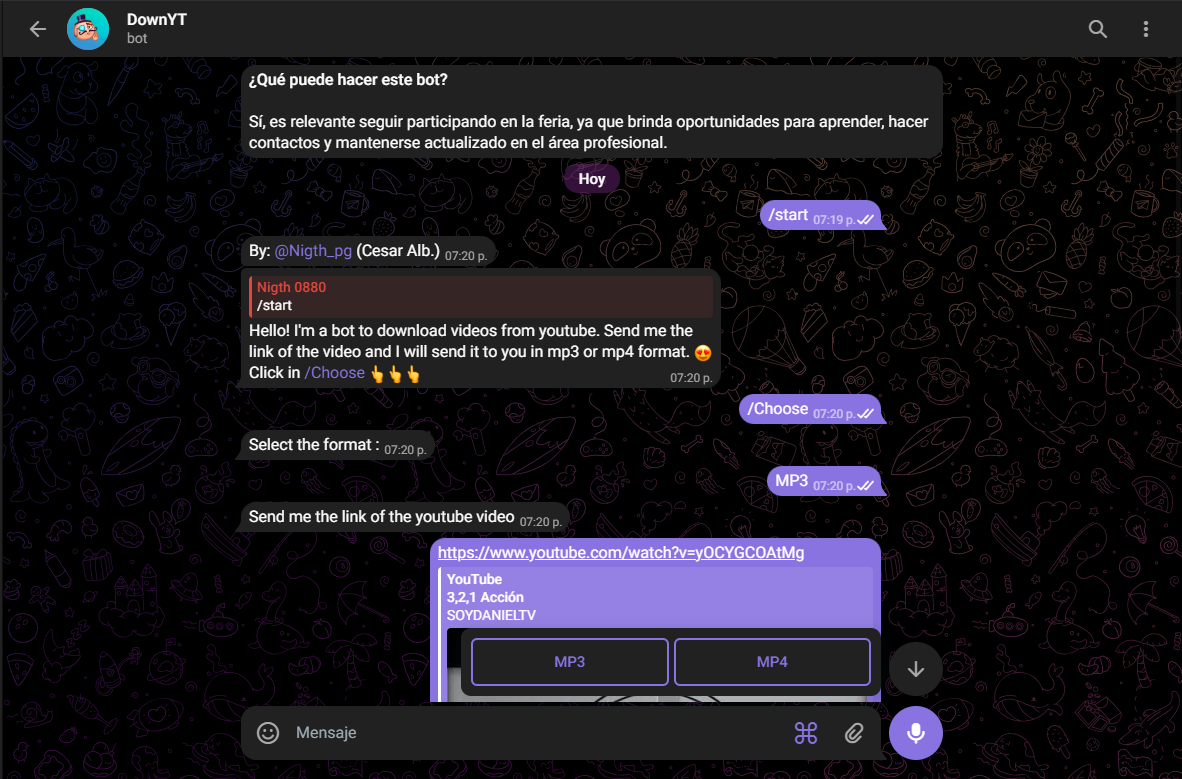 DownYT
bot
¿Qué puede hacer este bot?
Sí, es relevante seguir participando en la feria, ya que brinda oportunidades para aprender, hacer
contactos y mantenerse actualizado en el área profesional.
Hoy
/start 07:19 p.
By: @Nigth_pg (Cesar Alb.) 07:20 p.
Nigth 0880
/start
Hello! I'm a bot to download videos from youtube. Send me the
link of the video and I will send it to you in mp3 or mp4 format. 😍
Click in /Choose 👆👆👆 07:20 p.
/Choose 07:20 p.
Select the format : 07:20 p.
MP3 07:20 p.
Send me the link of the youtube video 07:20 p.
https://www.youtube.com/watch?v=yOCYGCOAtMg
YouTube
3,2,1 Acción
SOYDANIELTV
MP3 MP4
Mensaje